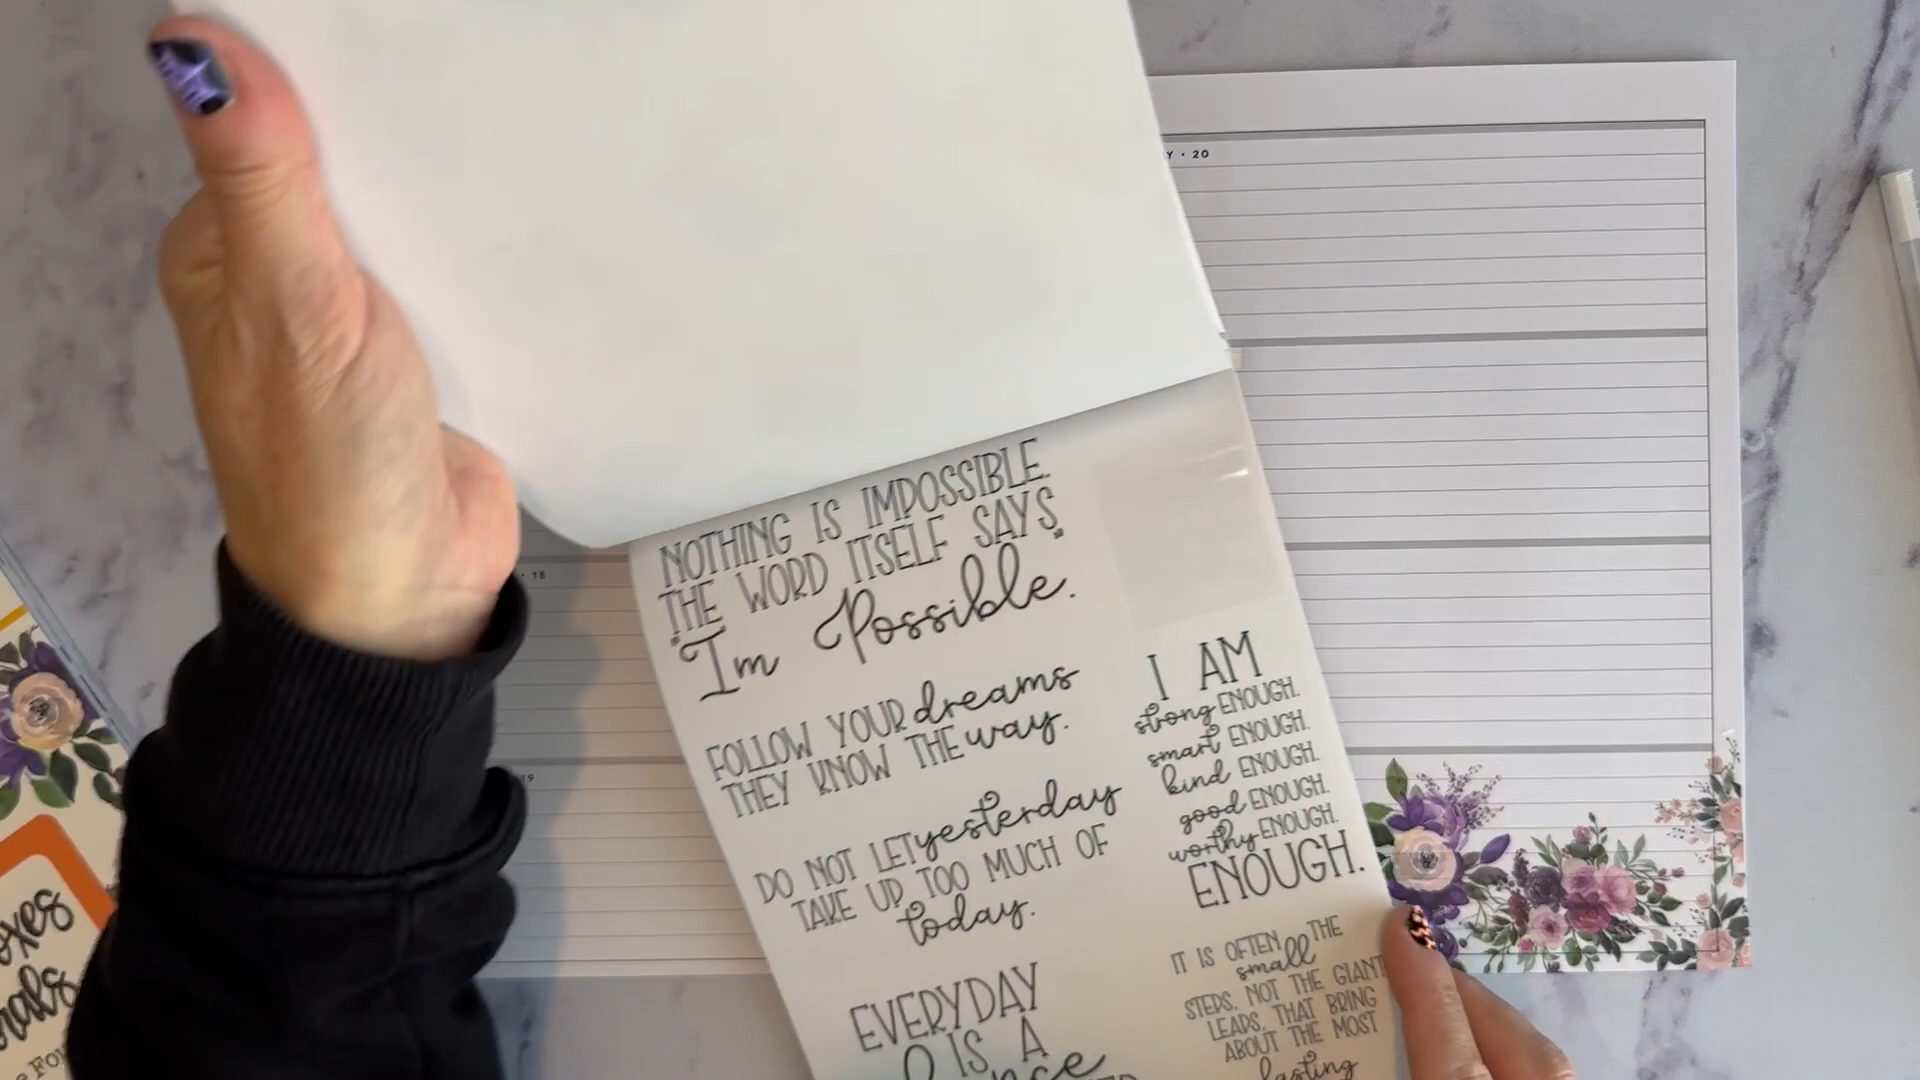 Y · 20
NOTHING IS IMPOSSIBLE.
THE WORD ITSELF SAYS,
"Im Possible.
· 18
FOLLOW YOUR dreams
THEY KNOW THE way.
19
DO NOT LET yesterday
TAKE UP TOO MUCH OF
today.
EVERYDAY
IS A
I AM
strong ENOUGH.
smart ENOUGH.
kind ENOUGH.
good ENOUGH.
worthy ENOUGH.
ENOUGH.
IT IS OFTEN THE
small
STEPS, NOT THE GIANT
LEAPS, THAT BRING
ABOUT THE MOST
lasting